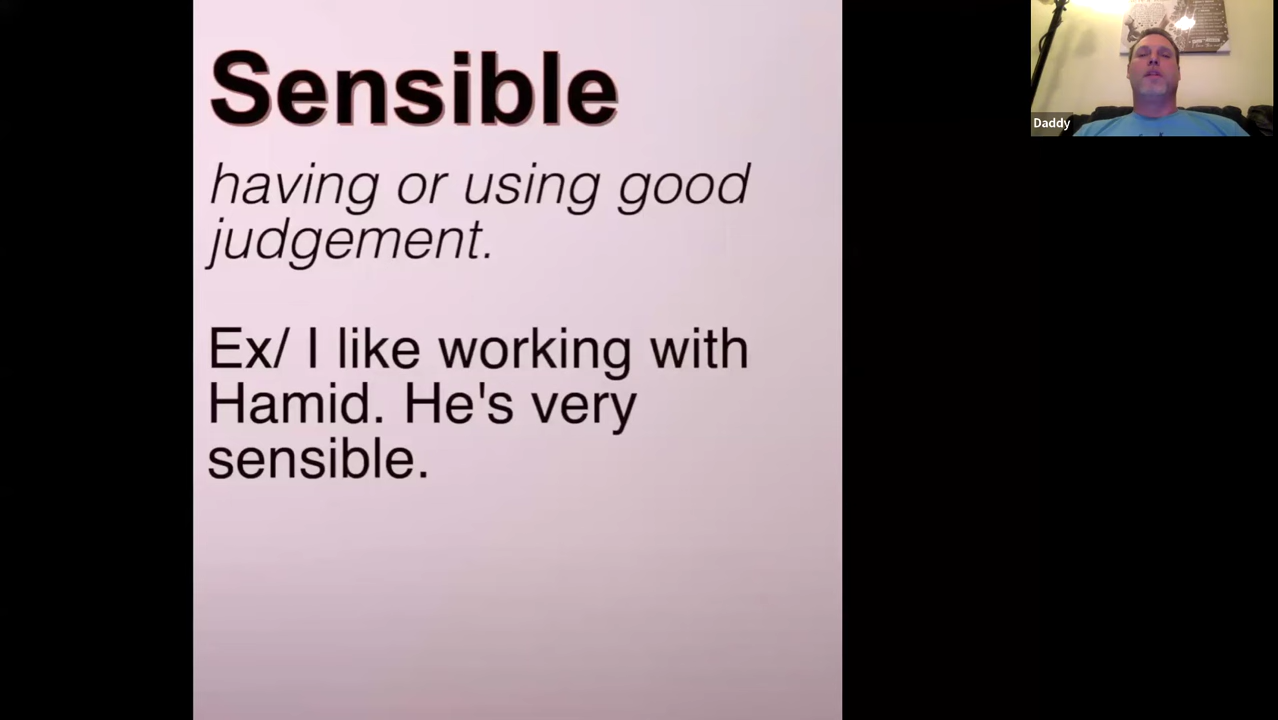 Sensible
having or using good
judgement.
Ex/ I like working with
Hamid. He's very
sensible.
Daddy